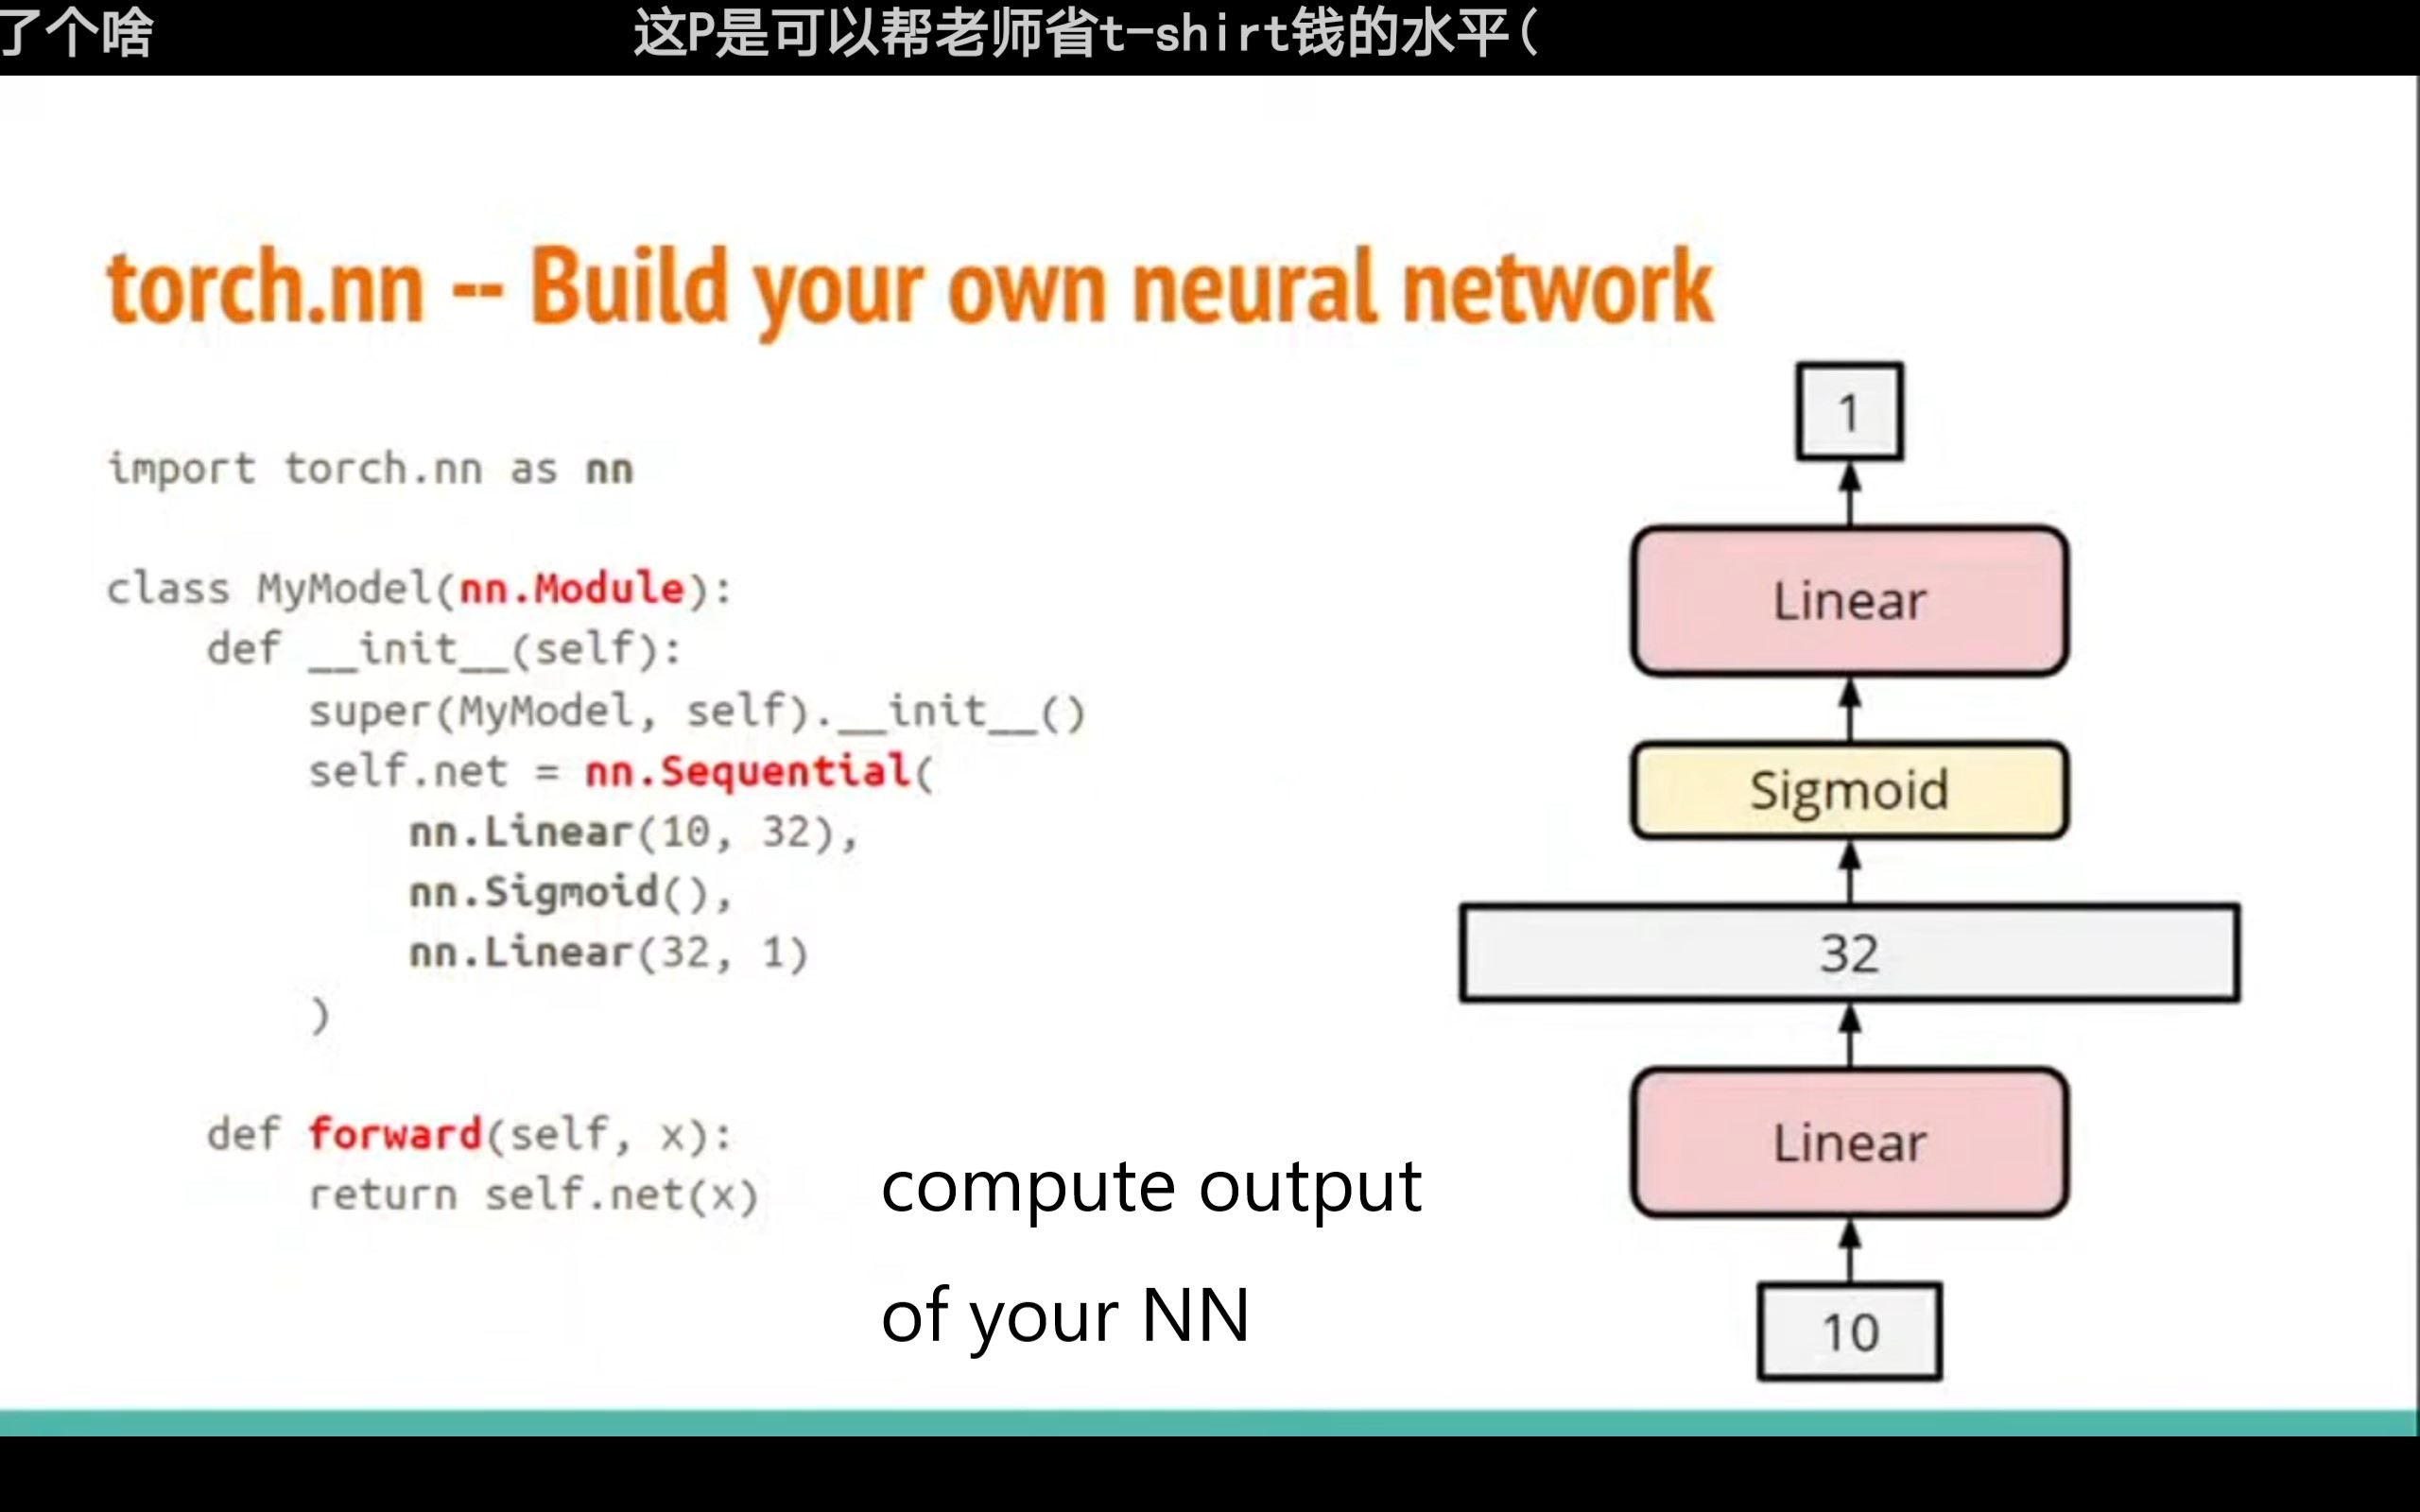 了个啥
这P是可以帮老师省t-shirt钱的水平(
torch.nn -- Build your own neural network
import torch.nn as nn
class MyModel(nn.Module):
def __init__(self):
super(MyModel, self).__init__()
self.net = nn.Sequential(
nn.Linear(10, 32),
nn.Sigmoid(),
nn.Linear(32, 1)
)
def forward(self, x):
return self.net(x)
compute output
of your NN
1
Linear
Sigmoid
32
Linear
10